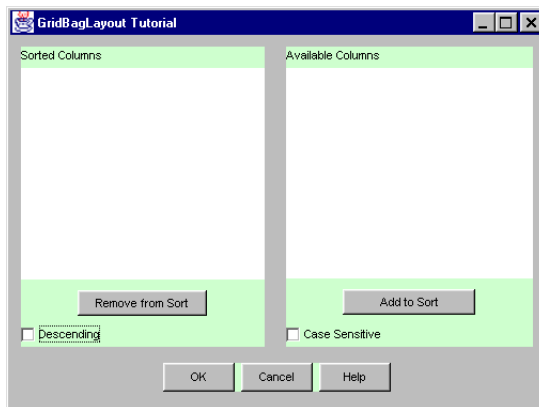 GridBagLayout Tutorial
Sorted Columns
Available Columns
Remove from Sort
Add to Sort
Descending
Case Sensitive
OK
Cancel
Help